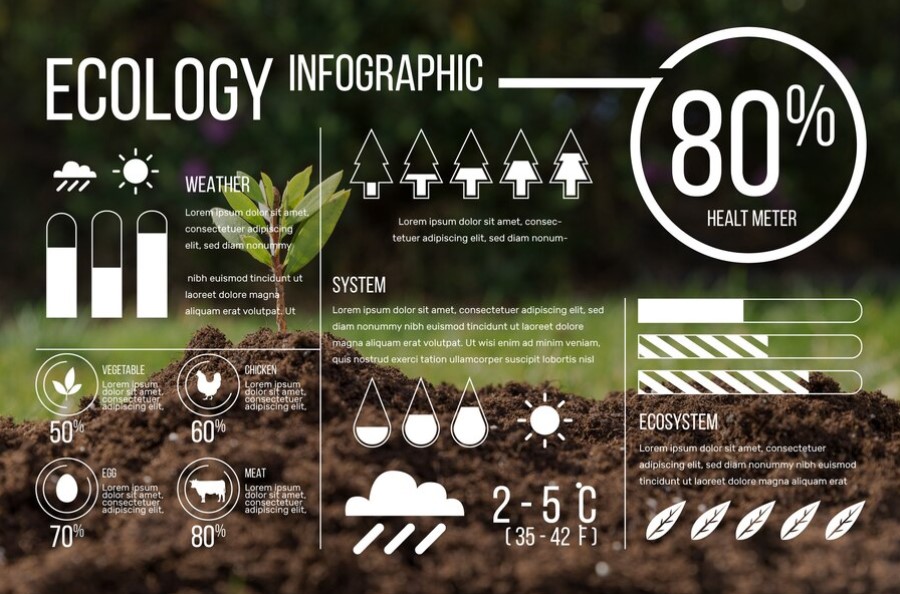 ECOLOGY INFOGRAPHIC
80%
HEALT METER
WEATHER
Lorem ipsum dolor sit amet,
consectetuer adipiscing
elit, sed diam nonummy
nibh euismod tincidunt ut
laoreet dolore magna
aliquam erat volutpat. Ut
Lorem ipsum dolor sit amet, consec-
tetuer adipiscing elit, sed diam nonum-
SYSTEM
Lorem ipsum dolor sit amet, consectetuer adipiscing elit, sed
diam nonummy nibh euismod tincidunt ut laoreet dolore
magna aliquam erat volutpat. Ut wisi enim ad minim veniam,
quis nostrud exerci tation ullamcorper suscipit lobortis nisl
VEGETABLE
Lorem ipsum
dolor sit amet,
consectetuer
adipiscing elit,
50%
CHICKEN
Lorem ipsum
dolor sit amet,
consectetuer
adipiscing elit,
60%
EGG
Lorem ipsum
dolor sit amet,
consectetuer
adipiscing elit,
70%
MEAT
Lorem ipsum
dolor sit amet,
consectetuer
adipiscing elit,
80%
2 - 5 °C
( 35 - 42 °F )
ECOSYSTEM
Lorem ipsum dolor sit amet, consectetuer
adipiscing elit, sed diam nonummy nibh euismod
tincidunt ut laoreet dolore magna aliquam erat